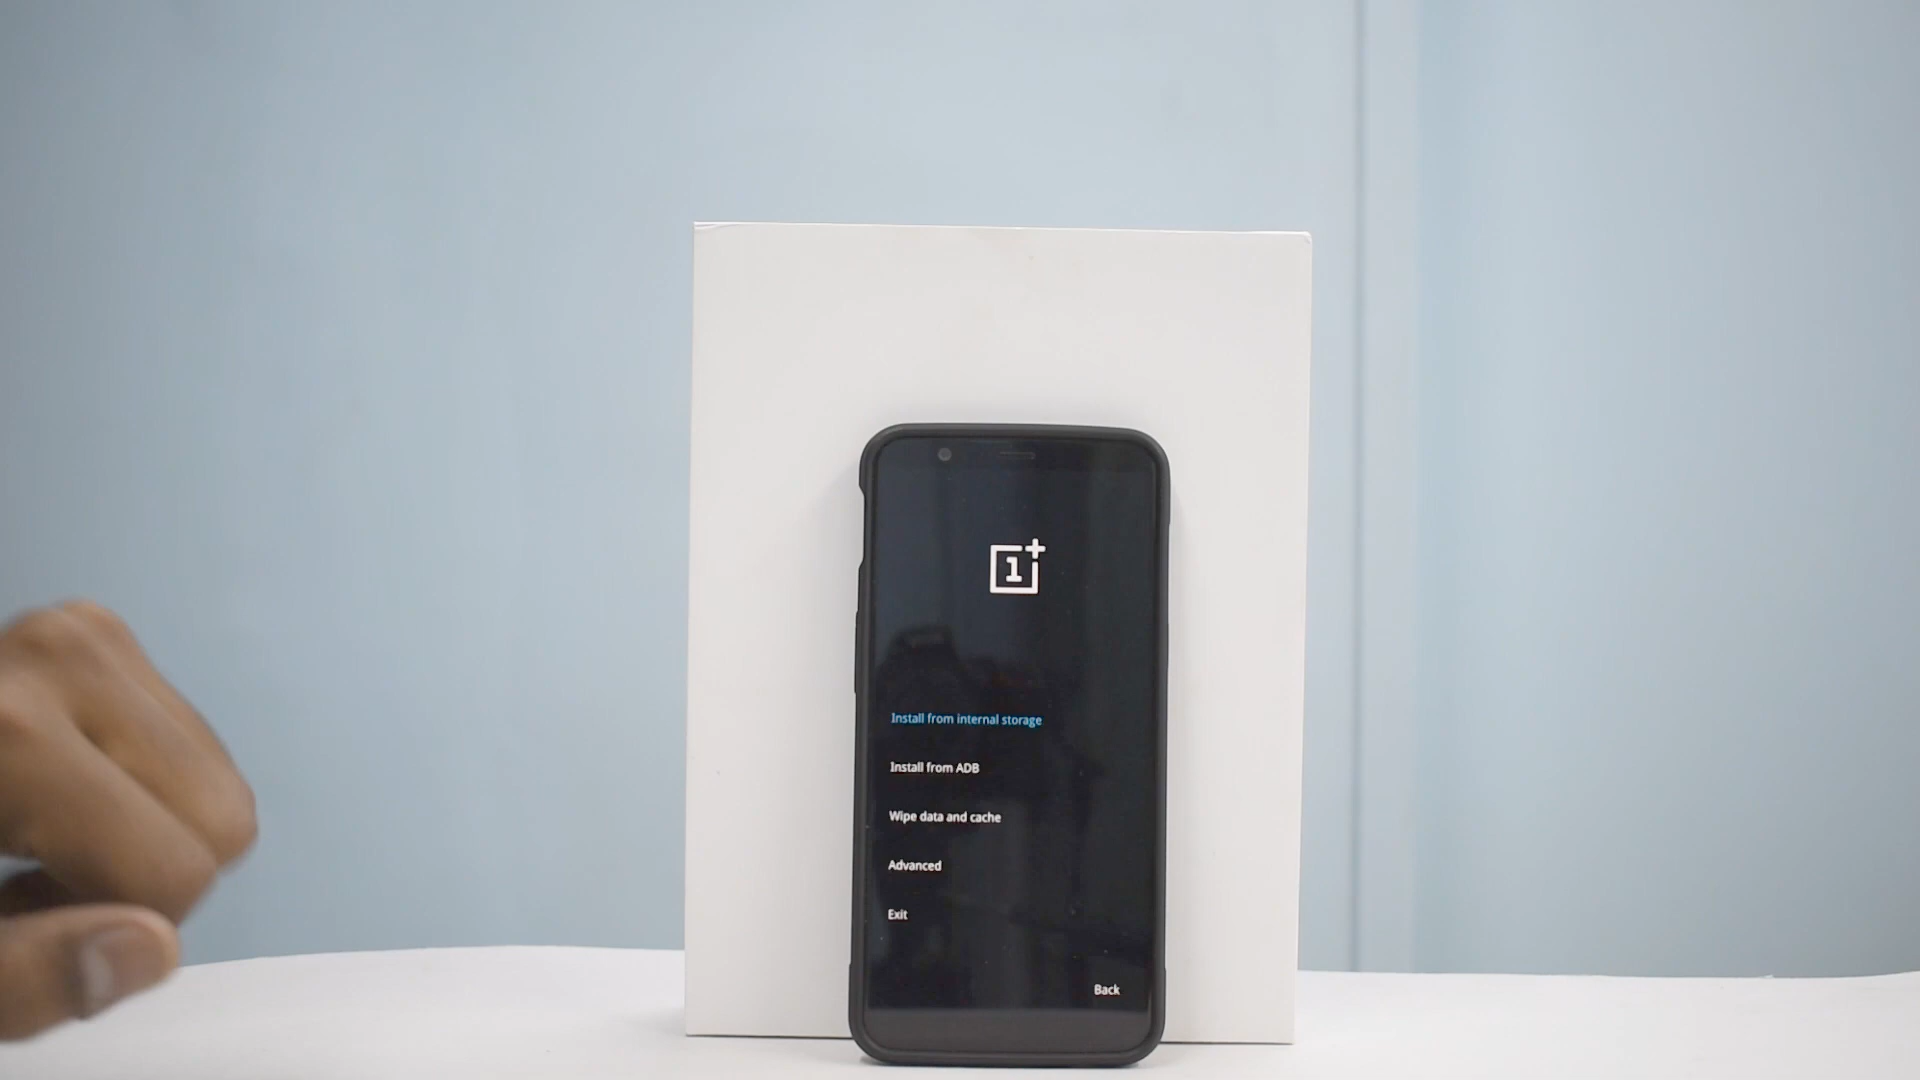 1+
Install from internal storage
Install from ADB
Wipe data and cache
Advanced
Exit
Back